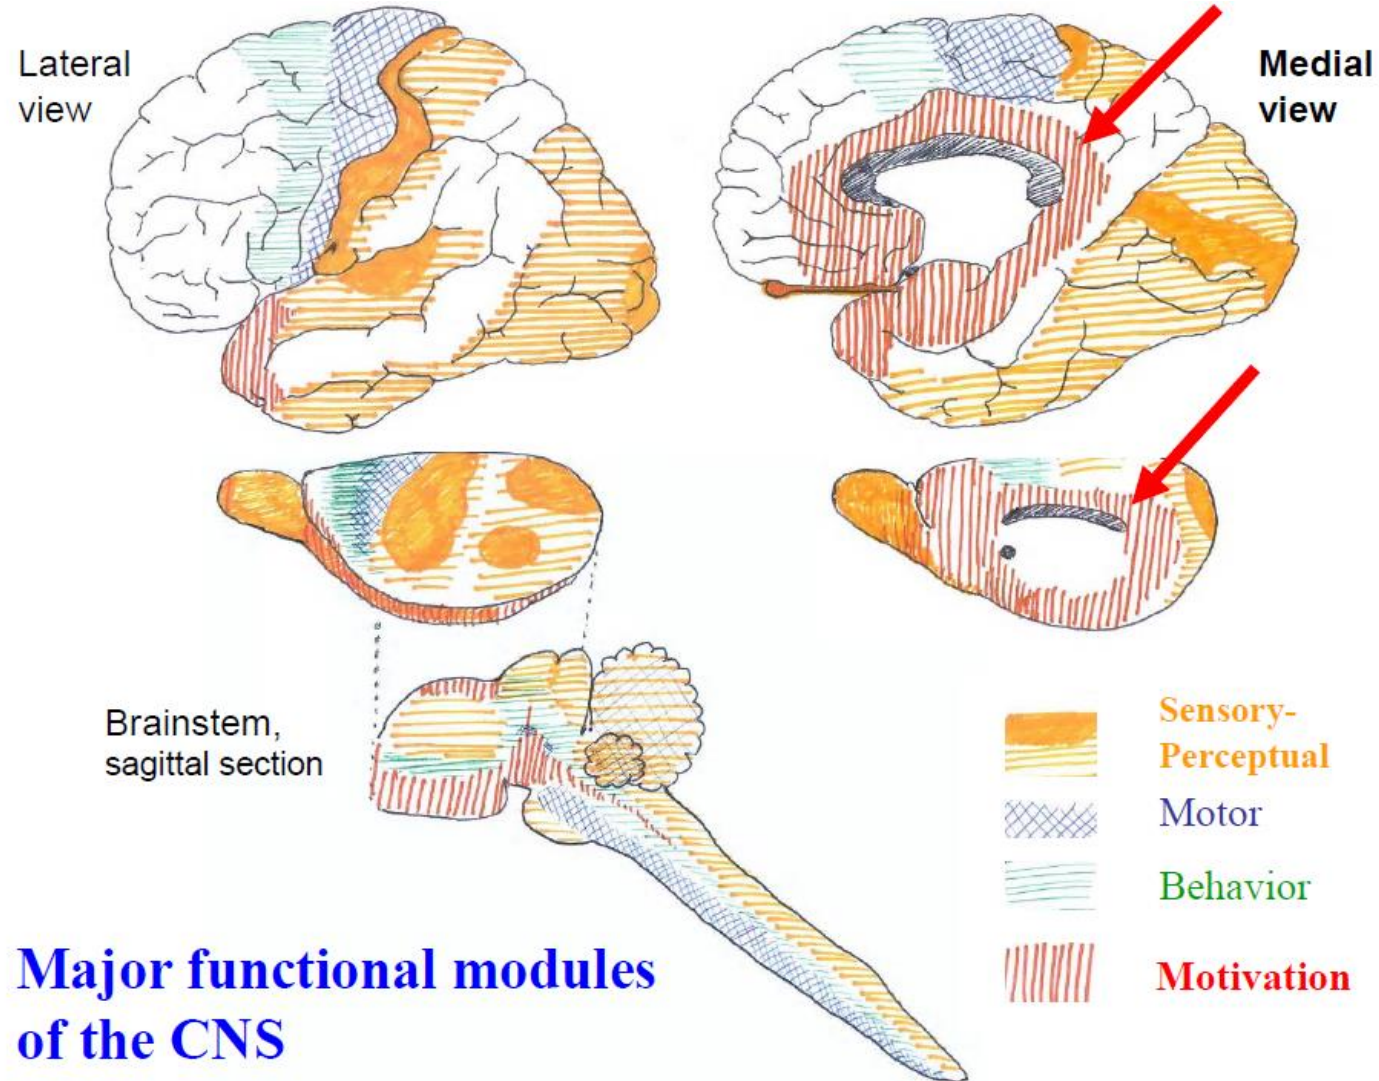 Lateral
view
Medial
view
Brainstem,
sagittal section
Sensory-
Perceptual
Motor
Behavior
Motivation
Major functional modules
of the CNS